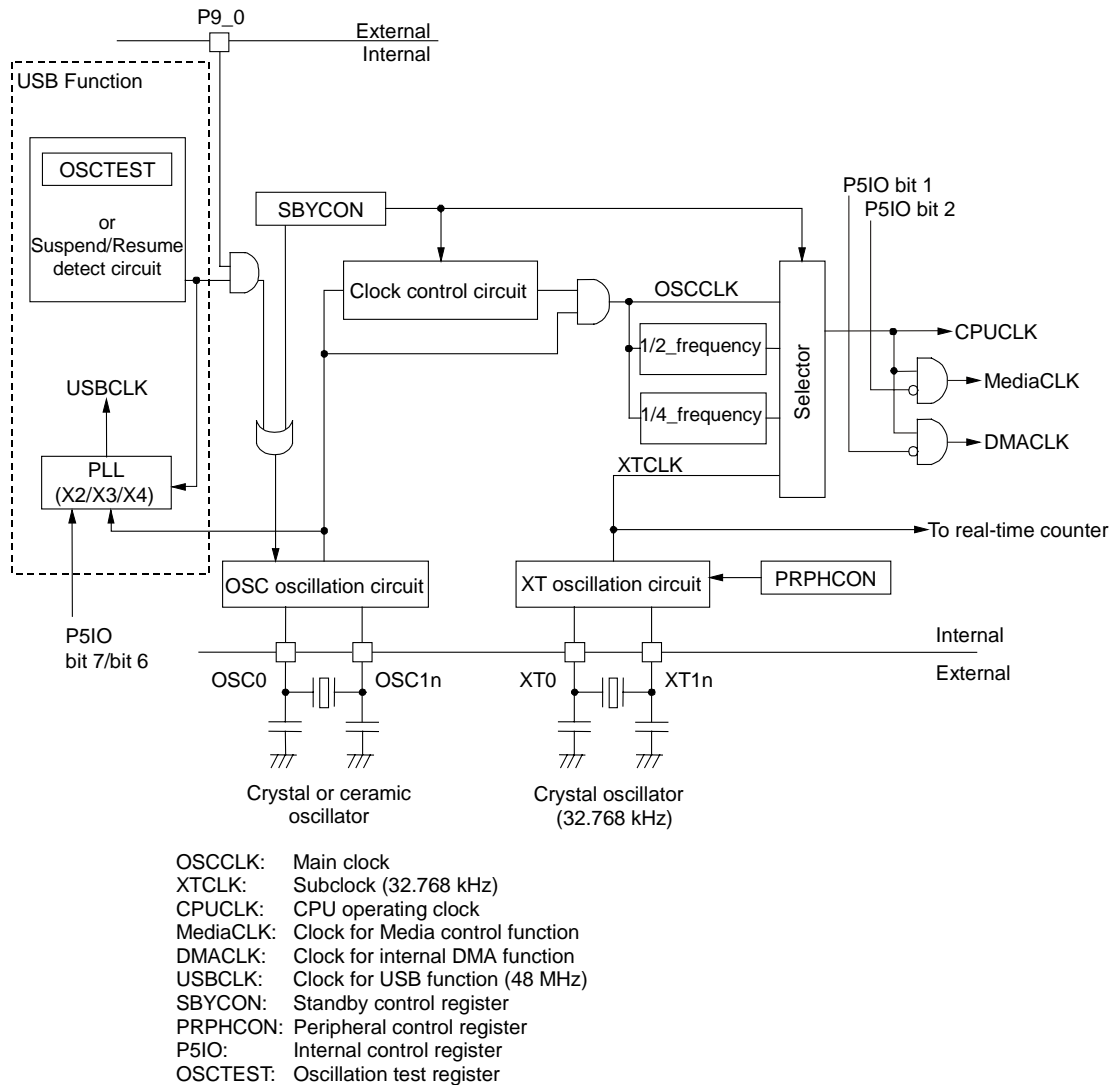 P9_0
External
Internal
USB Function
OSCTEST
or
Suspend/Resume
detect circuit
SBYCON
P5IO bit 1
P5IO bit 2
Clock control circuit
OSCCLK
1/2_frequency
1/4_frequency
Selector
CPUCLK
MediaCLK
DMACLK
USBCLK
PLL
(X2/X3/X4)
XTCLK
To real-time counter
OSC oscillation circuit
XT oscillation circuit
PRPHCON
P5IO
bit 7/bit 6
Internal
External
OSC0
OSC1n
XT0
XT1n
Crystal or ceramic
oscillator
Crystal oscillator
(32.768 kHz)
OSCCLK: Main clock
XTCLK: Subclock (32.768 kHz)
CPUCLK: CPU operating clock
MediaCLK: Clock for Media control function
DMACLK: Clock for internal DMA function
USBCLK: Clock for USB function (48 MHz)
SBYCON: Standby control register
PRPHCON: Peripheral control register
P5IO: Internal control register
OSCTEST: Oscillation test register